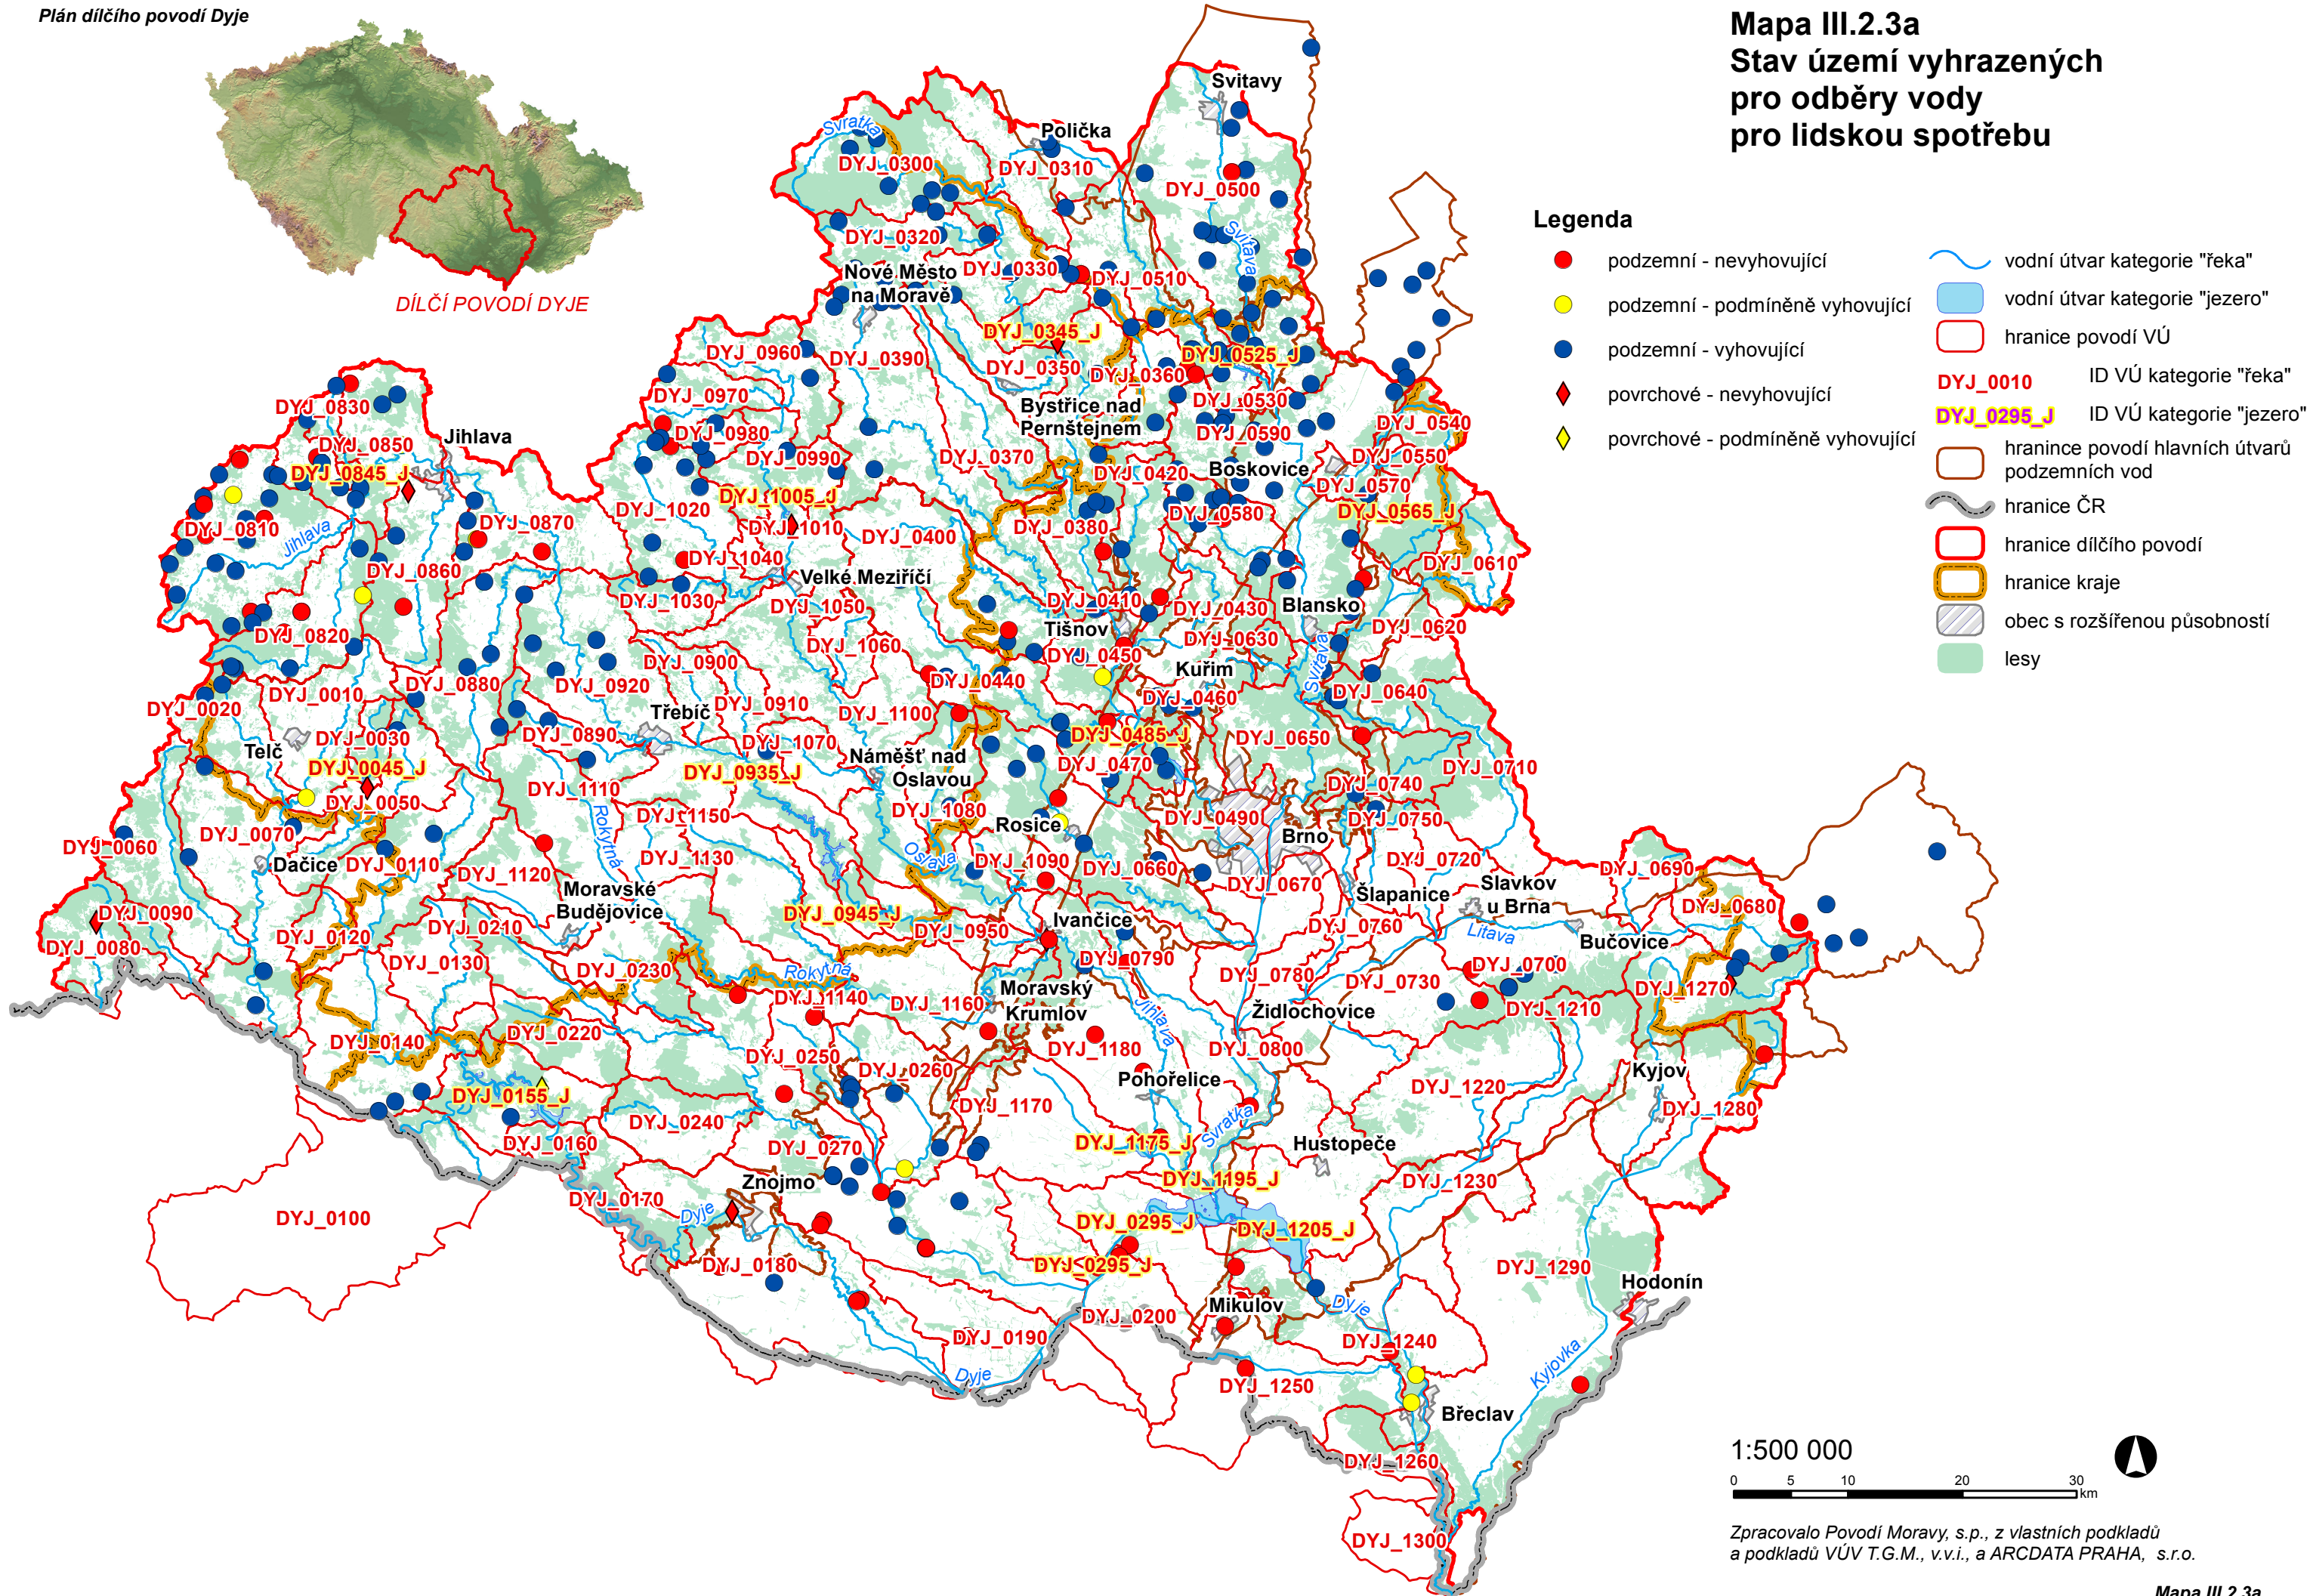 Plán dílčího povodí Dyje
DÍLČÍ POVODÍ DYJE
Mapa III.2.3a
Stav území vyhrazených
pro odběry vody
pro lidskou spotřebu
Legenda
podzemní - nevyhovující
podzemní - podmíněně vyhovující
podzemní - vyhovující
povrchové - nevyhovující
povrchové - podmíněně vyhovující
vodní útvar kategorie "řeka"
vodní útvar kategorie "jezero"
hranice povodí VÚ
DYJ_0010 ID VÚ kategorie "řeka"
DYJ_0295_J ID VÚ kategorie "jezero"
hranince povodí hlavních útvarů
podzemních vod
hranice ČR
hranice dílčího povodí
hranice kraje
obec s rozšířenou působností
lesy
Svitavy
Polička
Svratka
DYJ_0300
DYJ_0310
DYJ_0500
DYJ_0320
Svitava
Nové Město
na Moravě
DYJ_0330
DYJ_0510
DYJ_0345_J
DYJ_0525_J
DYJ_0960
DYJ_0390
DYJ_0350
DYJ_0360
DYJ_0970
DYJ_0530
DYJ_0830
Bystřice nad
Pernštejnem
DYJ_0540
DYJ_0980
DYJ_0590
Jihlava
DYJ_0850
DYJ_0990
DYJ_0370
DYJ_0550
DYJ_0845_J
DYJ_0420
Boskovice
DYJ_0570
DYJ_1005_J
DYJ_1020
DYJ_0580
DYJ_0565_J
DYJ_0810
Jihlava
DYJ_0870
DYJ_1010
DYJ_0400
DYJ_0380
DYJ_0860
DYJ_1040
Velké Meziříčí
DYJ_0610
DYJ_1030
DYJ_1050
DYJ_0410
DYJ_0430
Blansko
DYJ_0820
DYJ_1060
Tišnov
DYJ_0630
DYJ_0620
DYJ_0900
DYJ_0450
Kuřim
Svitava
DYJ_0010
DYJ_0880
DYJ_0920
DYJ_0440
DYJ_0460
DYJ_0640
DYJ_0020
Třebíč
DYJ_0910
DYJ_1100
Telč
DYJ_0030
DYJ_0890
DYJ_1070
DYJ_0485_J
DYJ_0650
DYJ_0045_J
DYJ_0935_J
Náměšť nad
Oslavou
DYJ_0470
DYJ_0710
DYJ_0050
DYJ_1110
DYJ_0740
DYJ_0070
Rokytná
DYJ_1150
DYJ_1080
Rosice
DYJ_0490
Brno
DYJ_0750
DYJ_0060
Dačice
DYJ_0110
DYJ_1130
Oslava
DYJ_1090
DYJ_0660
DYJ_0720
DYJ_0690
DYJ_1120
Moravské
Budějovice
DYJ_0670
Šlapanice
Slavkov
u Brna
DYJ_0090
DYJ_0945_J
Ivančice
DYJ_0680
DYJ_0080
DYJ_0120
DYJ_0210
DYJ_0950
DYJ_0760
Litava
Bučovice
DYJ_0130
DYJ_0230
Rokytná
DYJ_0790
DYJ_0780
DYJ_0730
DYJ_0700
DYJ_1140
DYJ_1160
Moravský
Krumlov
Jihlava
Židlochovice
DYJ_1210
DYJ_1270
DYJ_0140
DYJ_0220
DYJ_0250
DYJ_0260
DYJ_1180
DYJ_0800
Kyjov
DYJ_0155_J
Pohořelice
DYJ_1220
DYJ_0240
DYJ_1170
Svratka
DYJ_1280
DYJ_0160
DYJ_0270
DYJ_1175_J
Hustopeče
DYJ_0170
Znojmo
DYJ_1195_J
DYJ_1230
DYJ_0100
Dyje
DYJ_0295_J
DYJ_1205_J
DYJ_0180
DYJ_0295_J
DYJ_1290
Hodonín
DYJ_0200
Mikulov
Dyje
DYJ_0190
DYJ_1240
Dyje
DYJ_1250
Kyjovka
Břeclav
DYJ_1260
DYJ_1300
1:500 000
0 5 10 20 30
km
Zpracovalo Povodí Moravy, s.p., z vlastních podkladů
a podkladů VÚV T.G.M., v.v.i., a ARCDATA PRAHA, s.r.o.
Mapa III.2.3a